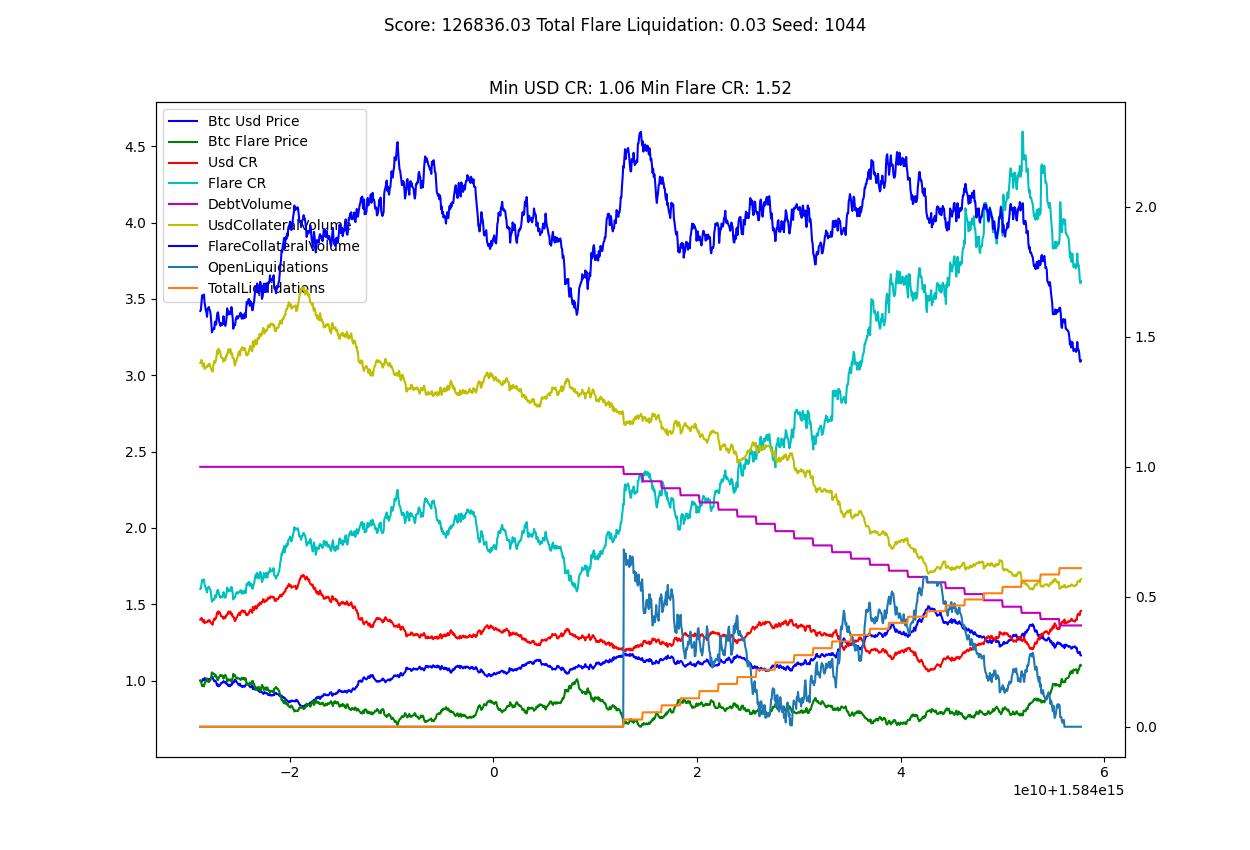 Score: 126836.03 Total Flare Liquidation: 0.03 Seed: 1044
Min USD CR: 1.06 Min Flare CR: 1.52
Btc Usd Price
Btc Flare Price
Usd CR
Flare CR
DebtVolume
UsdCollateralVolume
FlareCollateralVolume
OpenLiquidations
TotalLiquidations
4.5
4.0
3.5
3.0
2.5
2.0
1.5
1.0
2.0
1.5
1.0
0.5
0.0
−2
0
2
4
6
1e10+1.584e15